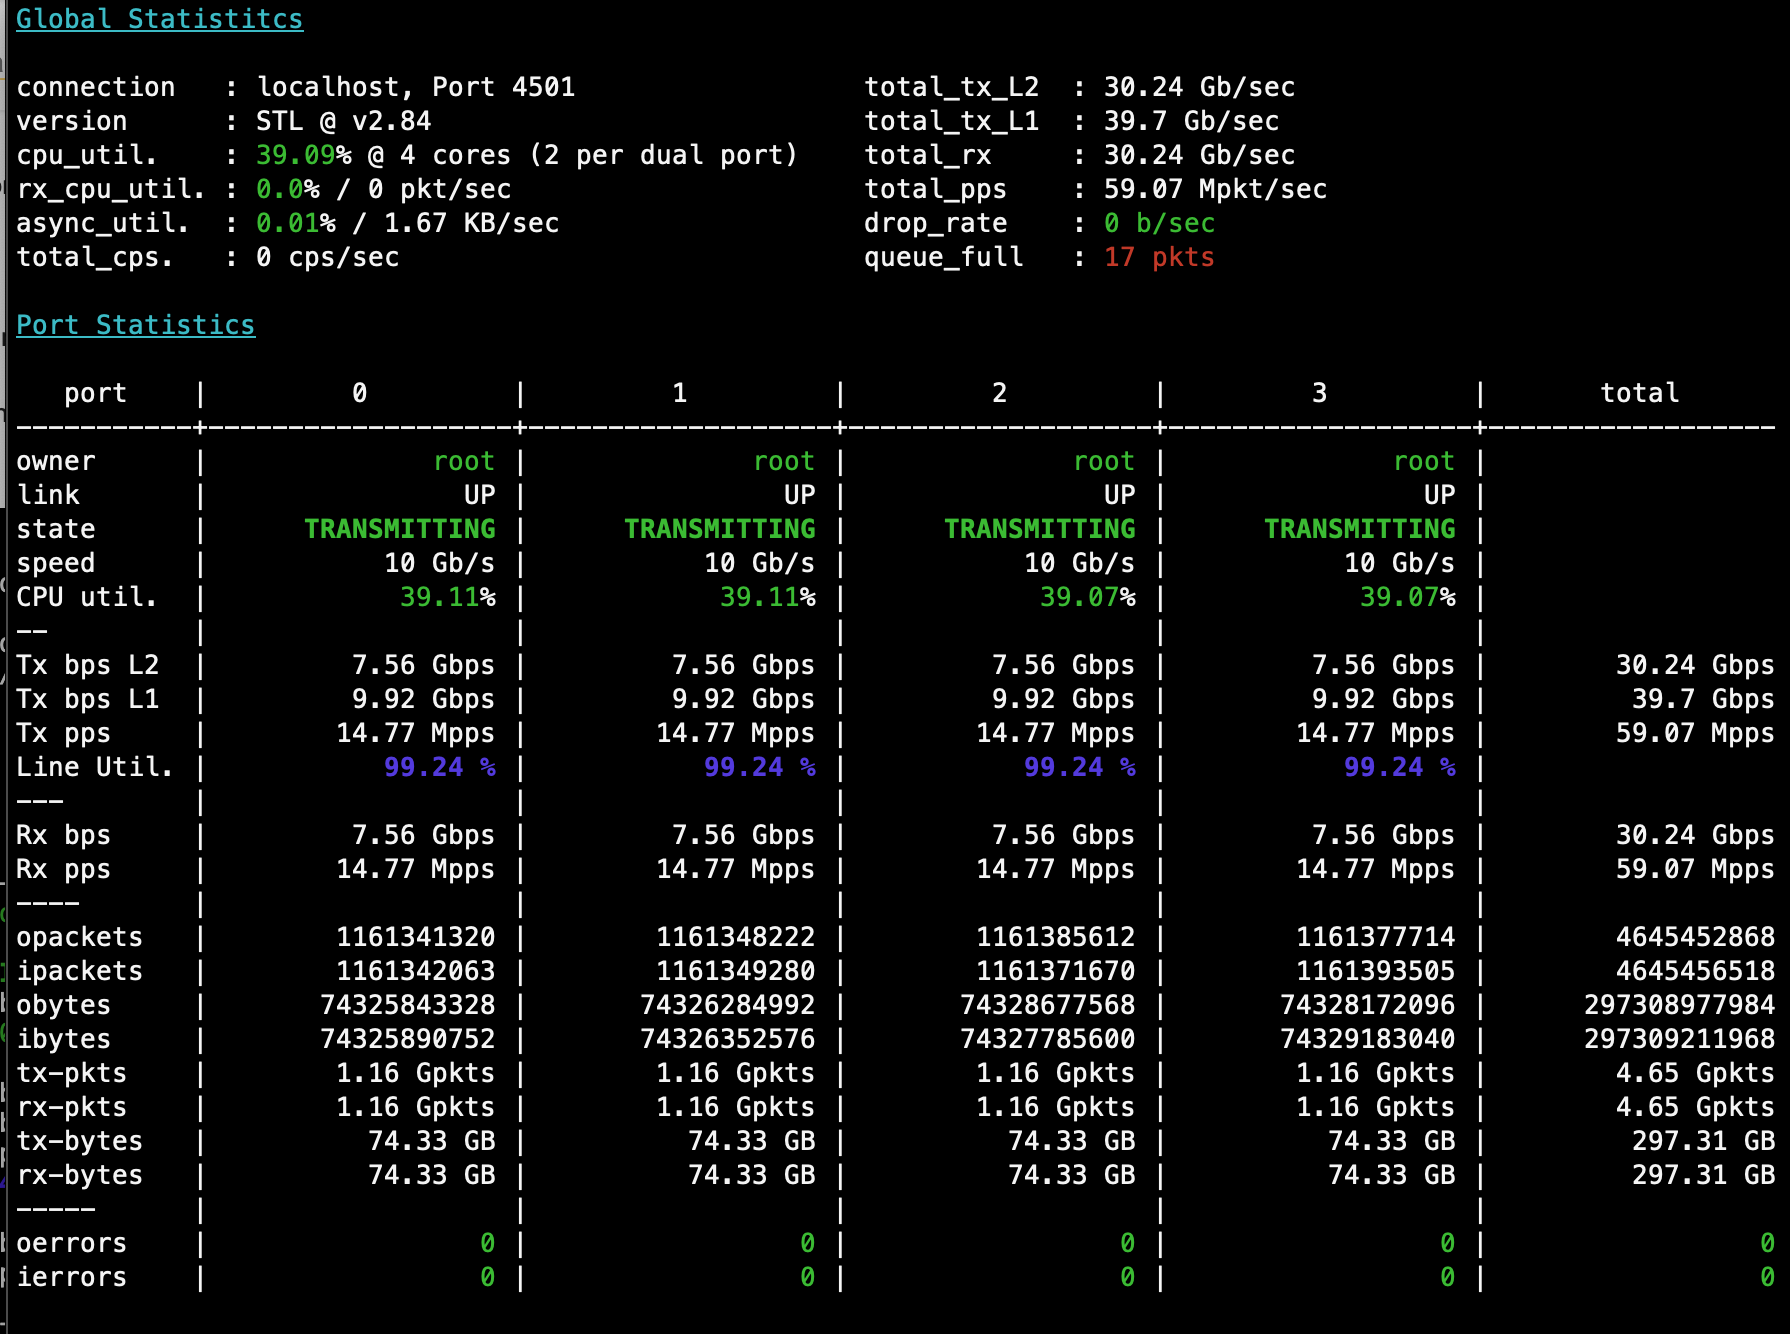 Global Statistitcs
connection : localhost, Port 4501 total_tx_L2 : 30.24 Gb/sec
version : STL @ v2.84 total_tx_L1 : 39.7 Gb/sec
cpu_util. : 39.09% @ 4 cores (2 per dual port) total_rx : 30.24 Gb/sec
rx_cpu_util. : 0.0% / 0 pkt/sec total_pps : 59.07 Mpkt/sec
async_util. : 0.01% / 1.67 KB/sec drop_rate : 0 b/sec
total_cps. : 0 cps/sec queue_full : 17 pkts
Port Statistics
port | 0 | 1 | 2 | 3 | total
-----------+-------------------+-------------------+-------------------+-------------------+------------------
owner | root | root | root | root |
link | UP | UP | UP | UP |
state | TRANSMITTING | TRANSMITTING | TRANSMITTING | TRANSMITTING |
speed | 10 Gb/s | 10 Gb/s | 10 Gb/s | 10 Gb/s |
CPU util. | 39.11% | 39.11% | 39.07% | 39.07% |
-- | | | | |
Tx bps L2 | 7.56 Gbps | 7.56 Gbps | 7.56 Gbps | 7.56 Gbps | 30.24 Gbps
Tx bps L1 | 9.92 Gbps | 9.92 Gbps | 9.92 Gbps | 9.92 Gbps | 39.7 Gbps
Tx pps | 14.77 Mpps | 14.77 Mpps | 14.77 Mpps | 14.77 Mpps | 59.07 Mpps
Line Util. | 99.24 % | 99.24 % | 99.24 % | 99.24 % |
--- | | | | |
Rx bps | 7.56 Gbps | 7.56 Gbps | 7.56 Gbps | 7.56 Gbps | 30.24 Gbps
Rx pps | 14.77 Mpps | 14.77 Mpps | 14.77 Mpps | 14.77 Mpps | 59.07 Mpps
---- | | | | |
opackets | 1161341320 | 1161348222 | 1161385612 | 1161377714 | 4645452868
ipackets | 1161342063 | 1161349280 | 1161371670 | 1161393505 | 4645456518
obytes | 74325843328 | 74326284992 | 74328677568 | 74328172096 | 297308977984
ibytes | 74325890752 | 74326352576 | 74327785600 | 74329183040 | 297309211968
tx-pkts | 1.16 Gpkts | 1.16 Gpkts | 1.16 Gpkts | 1.16 Gpkts | 4.65 Gpkts
rx-pkts | 1.16 Gpkts | 1.16 Gpkts | 1.16 Gpkts | 1.16 Gpkts | 4.65 Gpkts
tx-bytes | 74.33 GB | 74.33 GB | 74.33 GB | 74.33 GB | 297.31 GB
rx-bytes | 74.33 GB | 74.33 GB | 74.33 GB | 74.33 GB | 297.31 GB
----- | | | | |
oerrors | 0 | 0 | 0 | 0 | 0
ierrors | 0 | 0 | 0 | 0 | 0